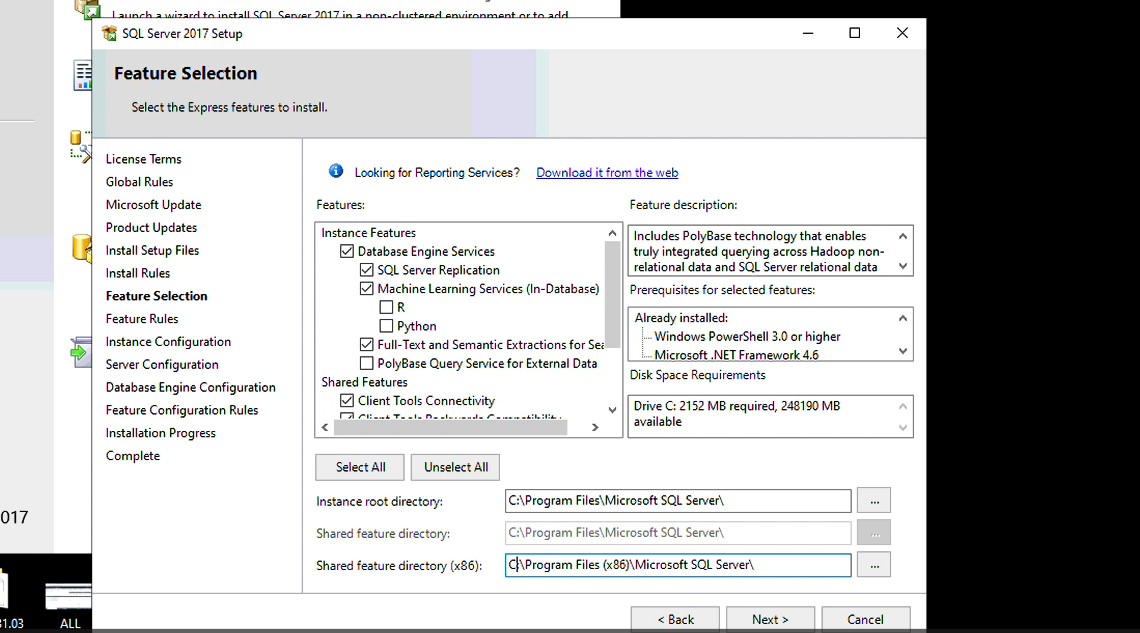 Launch a wizard to install SQL Server 2017 in a non-clustered environment or to add
SQL Server 2017 Setup
Feature Selection
Select the Express features to install.
License Terms
Global Rules
Microsoft Update
Product Updates
Install Setup Files
Install Rules
Feature Selection
Feature Rules
Instance Configuration
Server Configuration
Database Engine Configuration
Feature Configuration Rules
Installation Progress
Complete
Looking for Reporting Services? Download it from the web
Features:
Instance Features
Database Engine Services
SQL Server Replication
Machine Learning Services (In-Database)
R
Python
Full-Text and Semantic Extractions for Sea
PolyBase Query Service for External Data
Shared Features
Client Tools Connectivity
Client Tools Backwards Compatibility
Feature description:
Includes PolyBase technology that enables
truly integrated querying across Hadoop non-
relational data and SQL Server relational data
Prerequisites for selected features:
Already installed:
Windows PowerShell 3.0 or higher
Microsoft .NET Framework 4.6
Disk Space Requirements
Drive C: 2152 MB required, 248190 MB
available
Select All
Unselect All
Instance root directory: C:\Program Files\Microsoft SQL Server\ ...
Shared feature directory: C:\Program Files\Microsoft SQL Server\ ...
Shared feature directory (x86): C:\Program Files (x86)\Microsoft SQL Server\ ...
< Back
Next >
Cancel
017
31.03
ALL